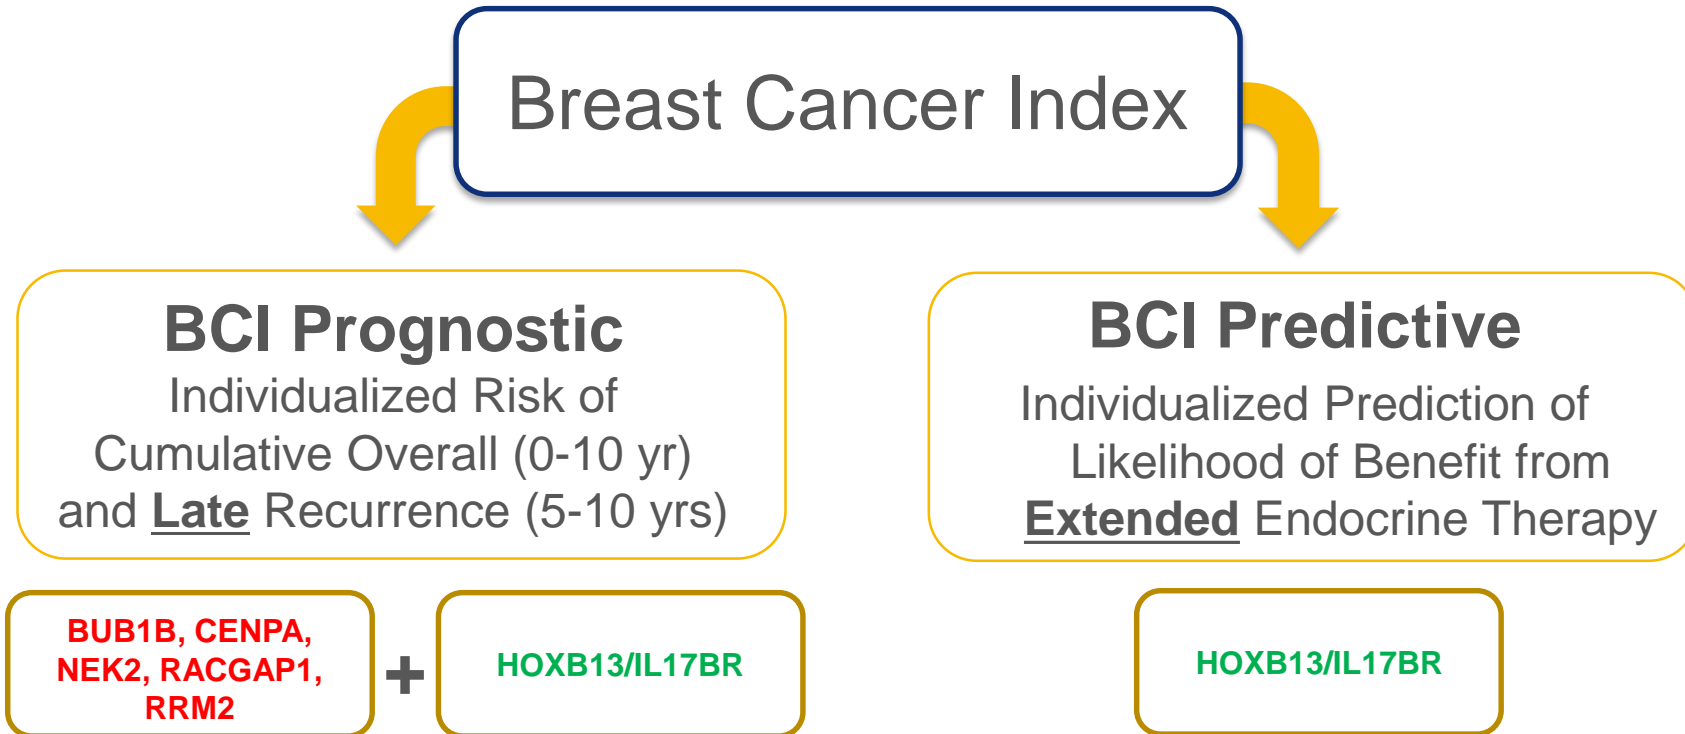 Breast Cancer Index
BCI Prognostic
Individualized Risk of
Cumulative Overall (0-10 yr)
and Late Recurrence (5-10 yrs)
BCI Predictive
Individualized Prediction of
Likelihood of Benefit from
Extended Endocrine Therapy
BUB1B, CENPA,
NEK2, RACGAP1,
RRM2
+
HOXB13/IL17BR
HOXB13/IL17BR